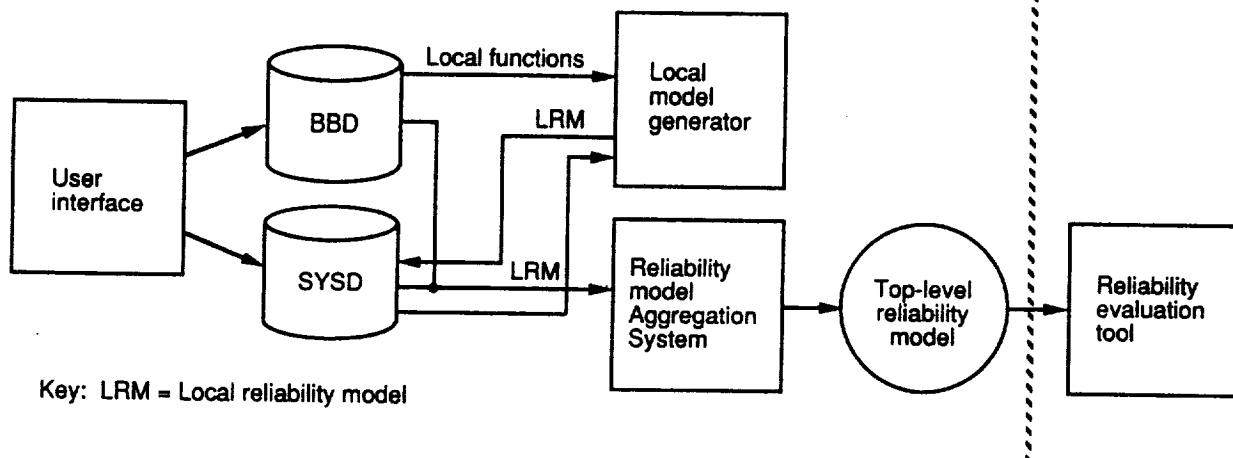 User
interface
BBD
SYSD
Local functions
LRM
LRM
Local
model
generator
Reliability
model
Aggregation
System
Top-level
reliability
model
Reliability
evaluation
tool
Key: LRM = Local reliability model